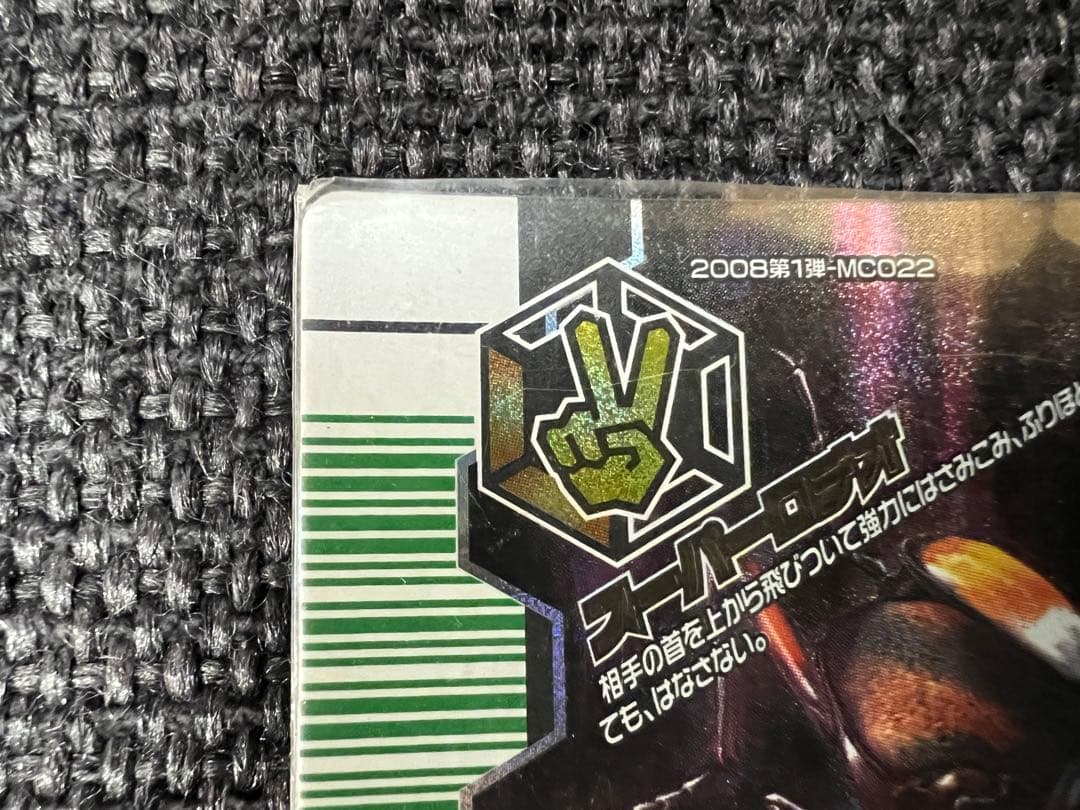 2008第1弾-MC022
スーパーロデオ
相手の首を上から飛びついて強力にはさみこみ、ふりほど
ても、はなさない。